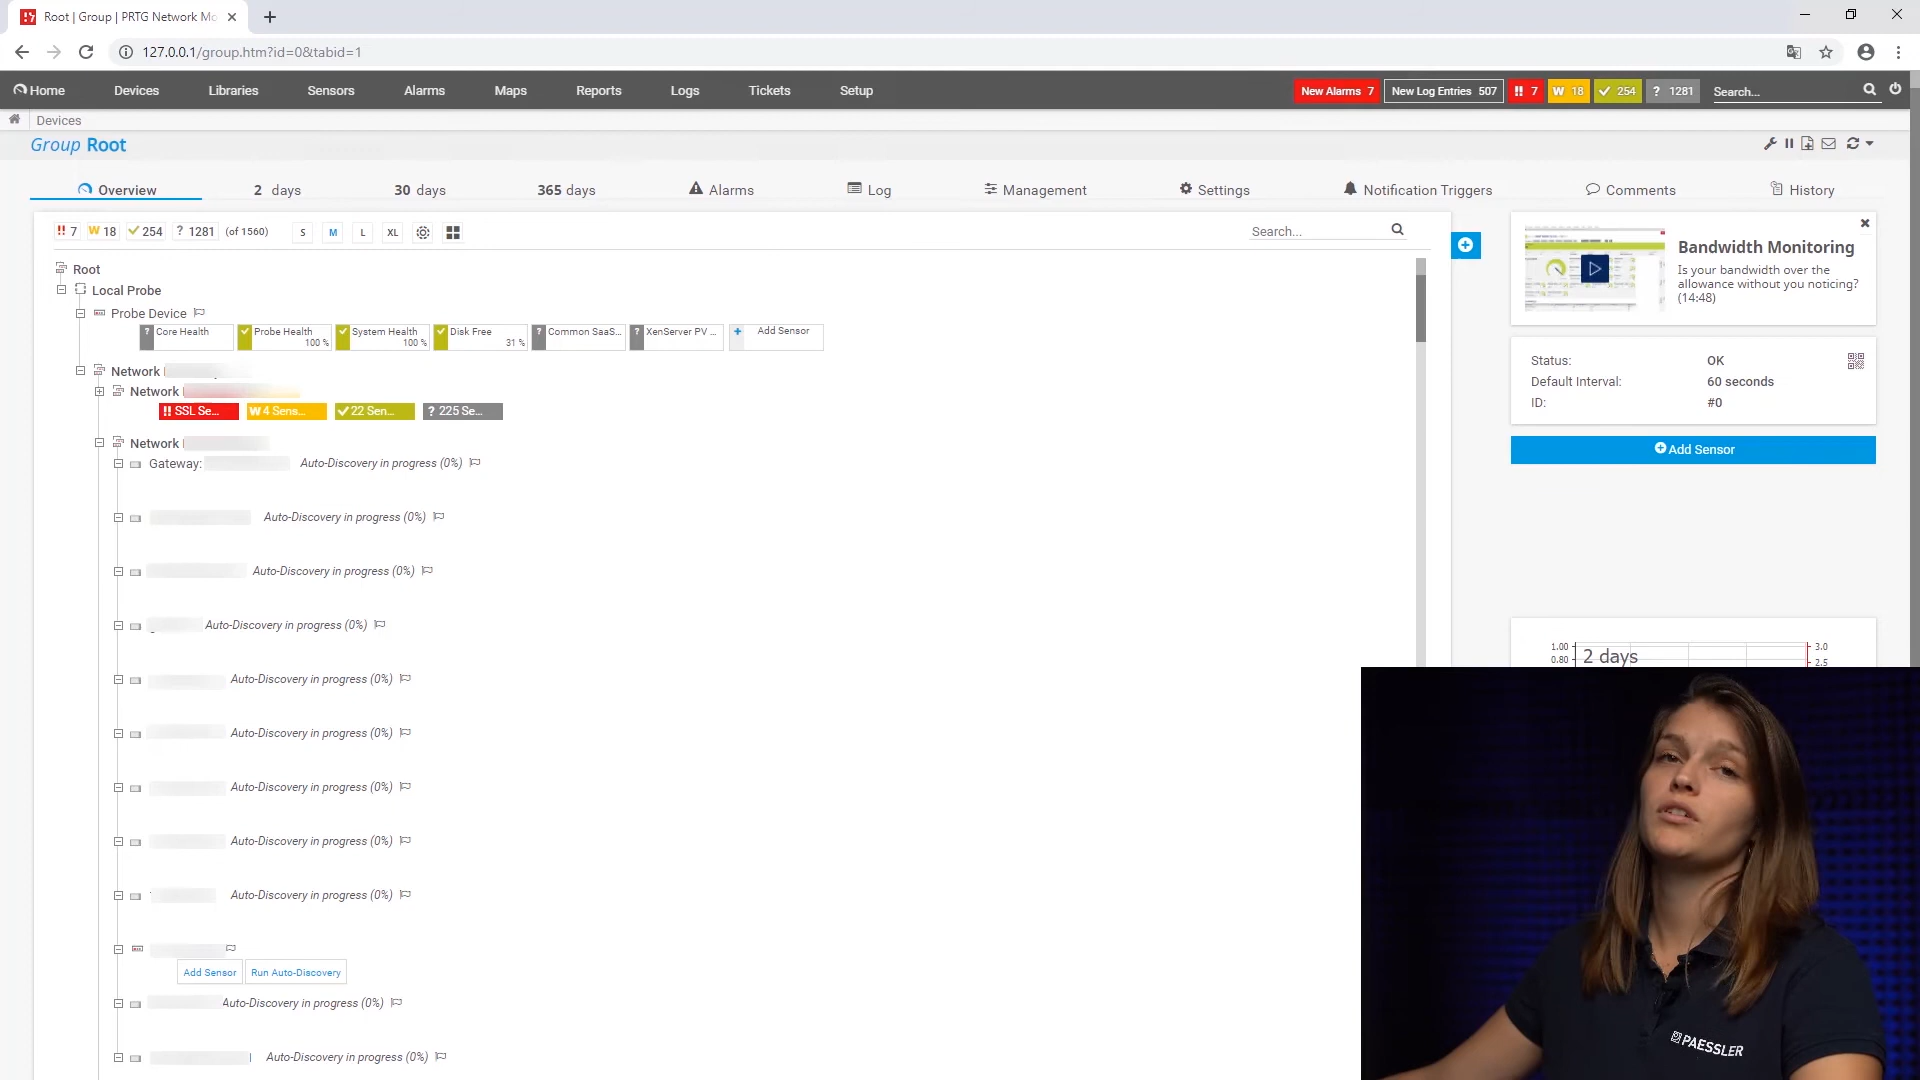 Root | Group | PRTG Network Mo
127.0.0.1/group.htm?id=0&tabid=1
Home Devices Libraries Sensors Alarms Maps Reports Logs Tickets Setup New Alarms 7 New Log Entries 507 !! 7 W 18 254 ? 1281 Search...
Devices
Group Root
Overview 2 days 30 days 365 days Alarms Log Management Settings Notification Triggers Comments History
!! 7 W 18 254 ? 1281 (of 1560) S M L XL Search...
Root
Local Probe
Probe Device
? Core Health Probe Health 100 % System Health 100 % Disk Free 31 % ? Common SaaS... ? XenServer PV ... + Add Sensor
Network
Network
!! SSL Se... W 4 Sens... 22 Sen... ? 225 Se...
Network
Gateway: Auto-Discovery in progress (0%)
Auto-Discovery in progress (0%)
Auto-Discovery in progress (0%)
Auto-Discovery in progress (0%)
Auto-Discovery in progress (0%)
Auto-Discovery in progress (0%)
Auto-Discovery in progress (0%)
Auto-Discovery in progress (0%)
Auto-Discovery in progress (0%)
Add Sensor Run Auto-Discovery
Auto-Discovery in progress (0%)
Auto-Discovery in progress (0%)
Bandwidth Monitoring
Is your bandwidth over the
allowance without you noticing?
(14:48)
Status: OK
Default Interval: 60 seconds
ID: #0
Add Sensor
1.00 2 days 3.0
0.80 2.5
PAESSLER